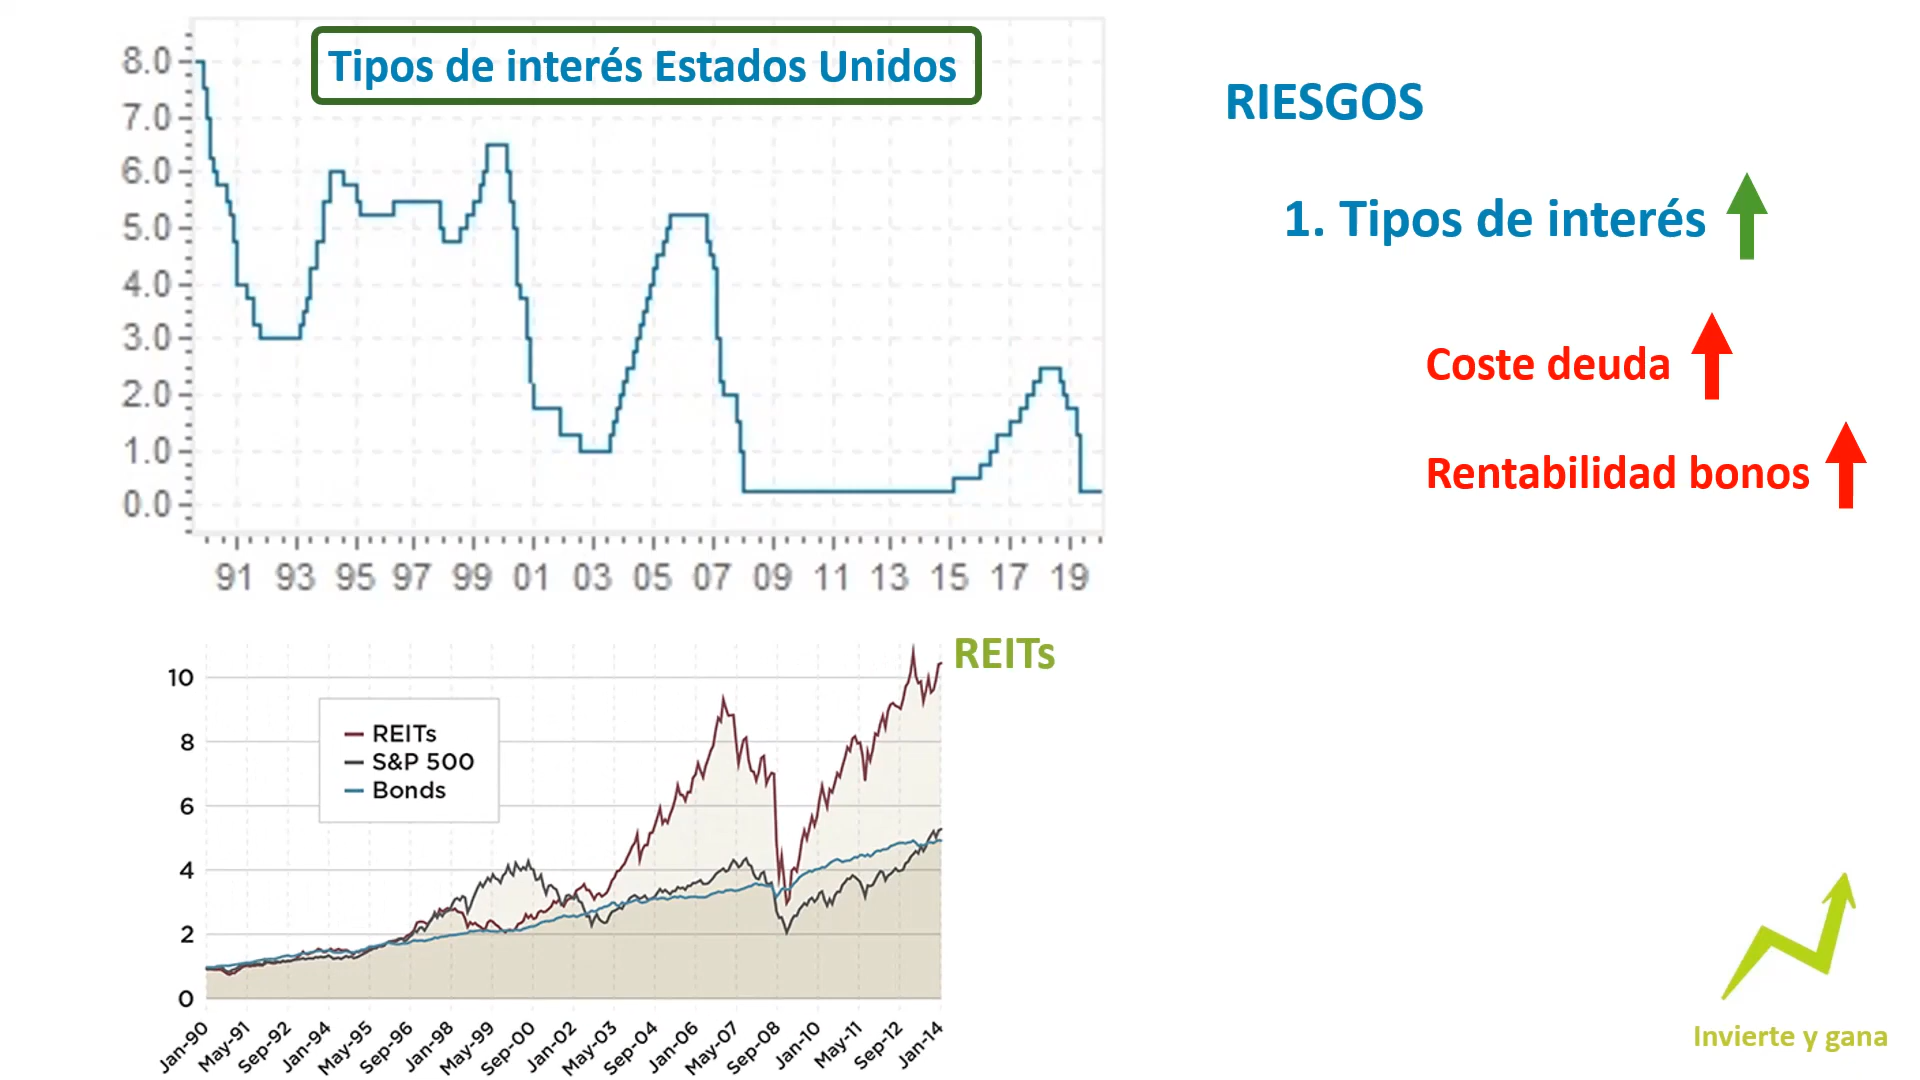 Tipos de interés Estados Unidos
8.0
7.0
6.0
5.0
4.0
3.0
2.0
1.0
0.0
91 93 95 97 99 01 03 05 07 09 11 13 15 17 19
RIESGOS
1. Tipos de interés
Coste deuda
Rentabilidad bonos
REITs
10
8
6
4
2
0
REITs
S&P 500
Bonds
Jan-90 May-91 Sep-92 Jan-94 May-95 Sep-96 Jan-98 May-99 Sep-00 Jan-02 May-03 Sep-04 Jan-06 May-07 Sep-08 Jan-10 May-11 Sep-12 Jan-14
Invierte y gana